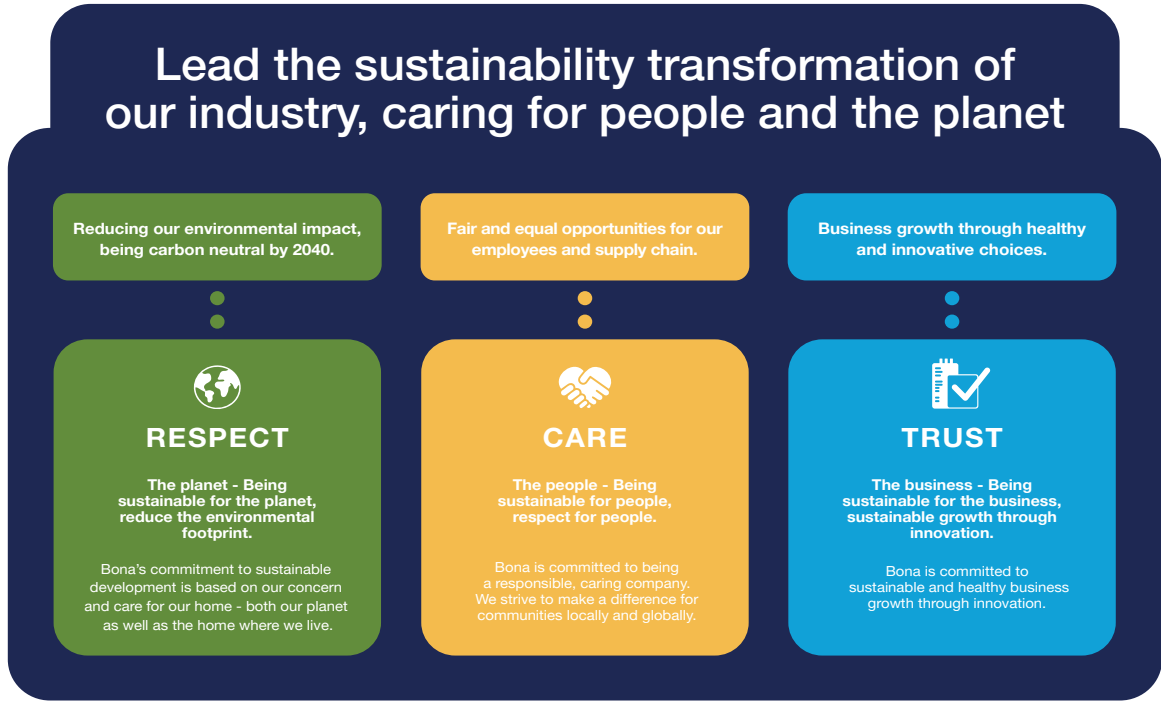 Lead the sustainability transformation of
our industry, caring for people and the planet
Reducing our environmental impact,
being carbon neutral by 2040.
Fair and equal opportunities for our
employees and supply chain.
Business growth through healthy
and innovative choices.
RESPECT
The planet - Being
sustainable for the planet,
reduce the environmental
footprint.
Bona's commitment to sustainable
development is based on our concern
and care for our home - both our planet
as well as the home where we live.
CARE
The people - Being
sustainable for people,
respect for people.
Bona is committed to being
a responsible, caring company.
We strive to make a difference for
communities locally and globally.
TRUST
The business - Being
sustainable for the business,
sustainable growth through
innovation.
Bona is committed to
sustainable and healthy business
growth through innovation.